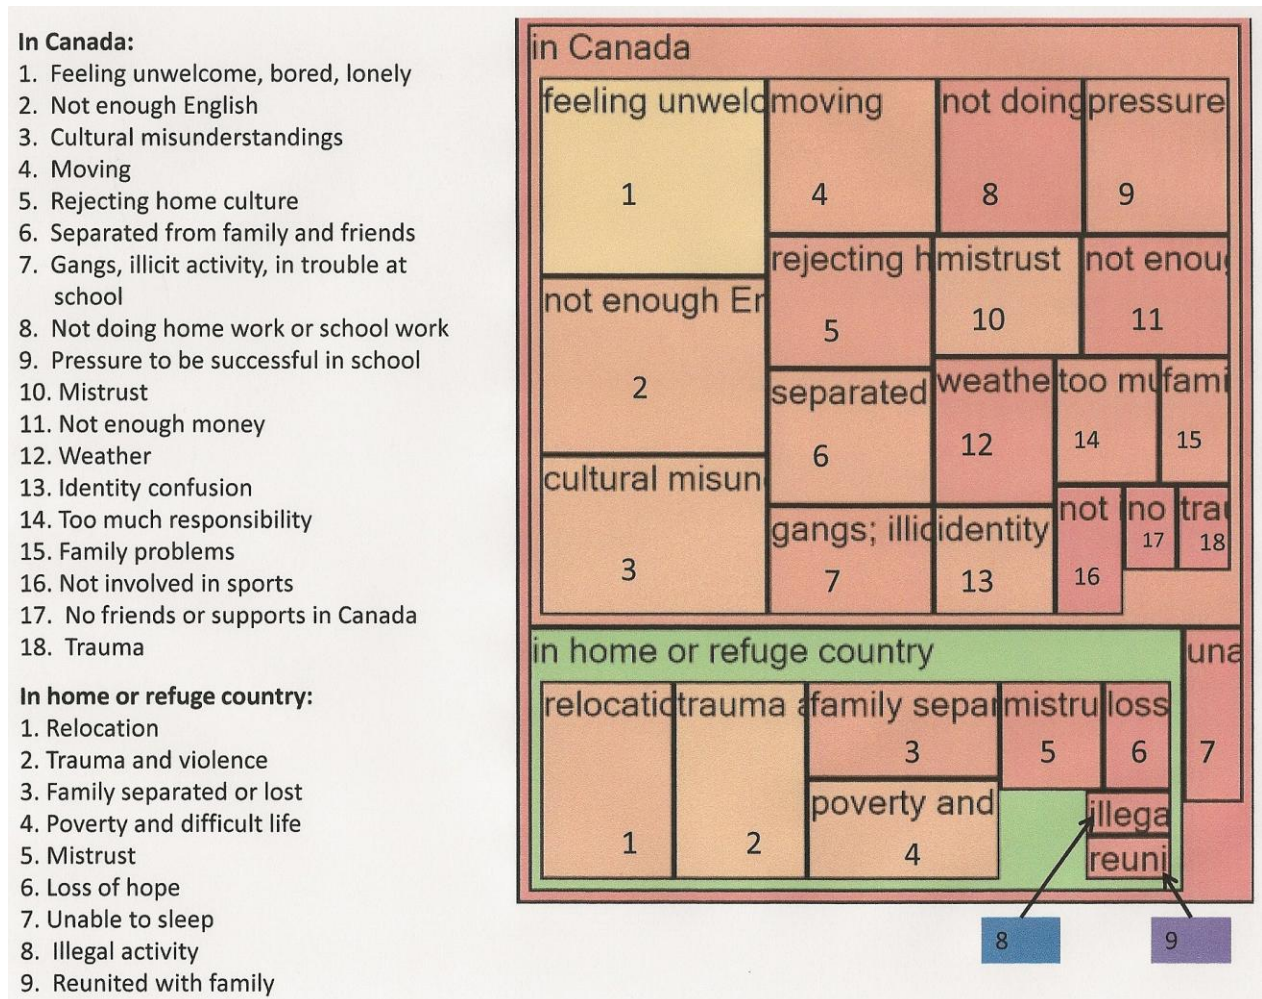 In Canada:
1. Feeling unwelcome, bored, lonely
2. Not enough English
3. Cultural misunderstandings
4. Moving
5. Rejecting home culture
6. Separated from family and friends
7. Gangs, illicit activity, in trouble at
school
8. Not doing home work or school work
9. Pressure to be successful in school
10. Mistrust
11. Not enough money
12. Weather
13. Identity confusion
14. Too much responsibility
15. Family problems
16. Not involved in sports
17. No friends or supports in Canada
18. Trauma
In home or refuge country:
1. Relocation
2. Trauma and violence
3. Family separated or lost
4. Poverty and difficult life
5. Mistrust
6. Loss of hope
7. Unable to sleep
8. Illegal activity
9. Reunited with family
in Canada
feeling unwelc
1
not enough En
2
cultural misun
3
moving
4
not doing
8
pressure
9
rejecting h
5
mistrust
10
not enoug
11
separated
6
weathe
12
too mu
14
fami
15
gangs; illic
7
identity
13
not
16
no
17
trau
18
in home or refuge country
relocatio
1
trauma a
2
family separ
3
poverty and
4
mistru
5
loss
6
una
7
illega
reuni
8
9